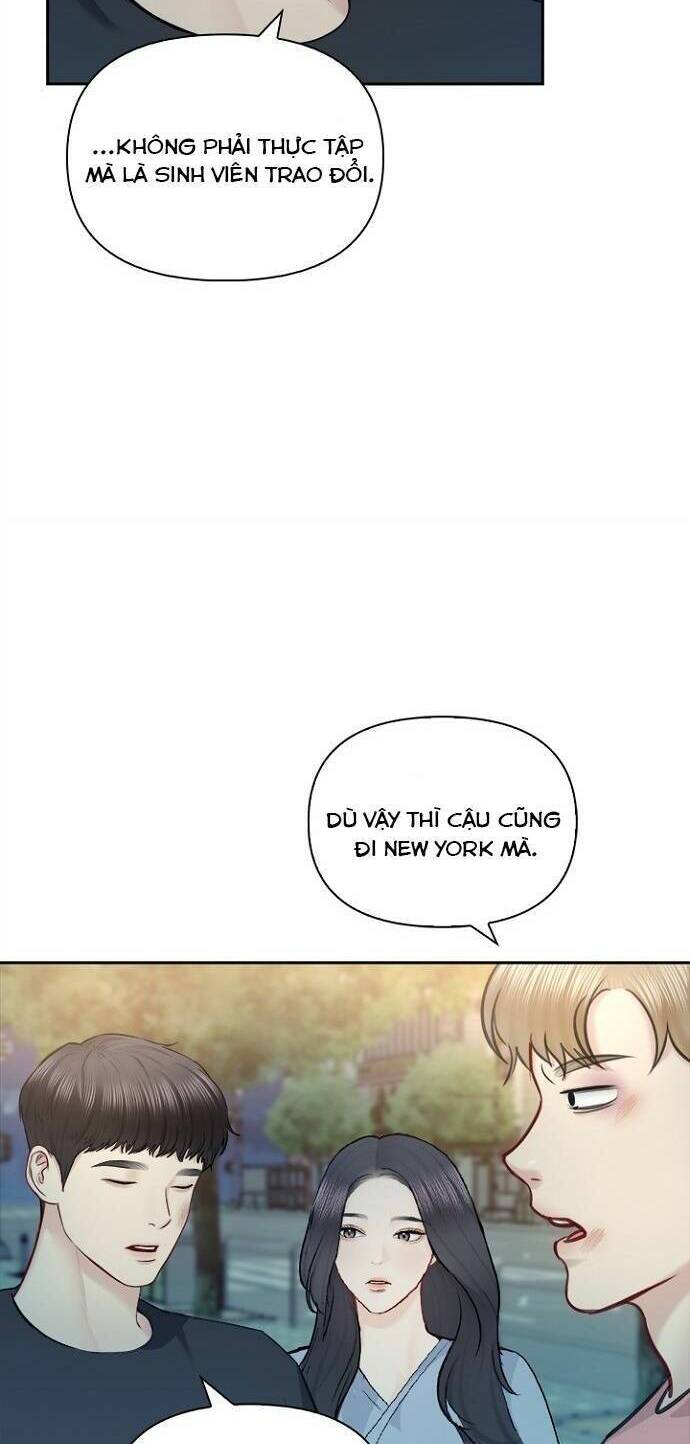 ...KHÔNG PHẢI THỰC TẬP
MÀ LÀ SINH VIÊN TRAO ĐỔI.
DÙ VẬY THÌ CẬU CŨNG
ĐI NEW YORK MÀ.